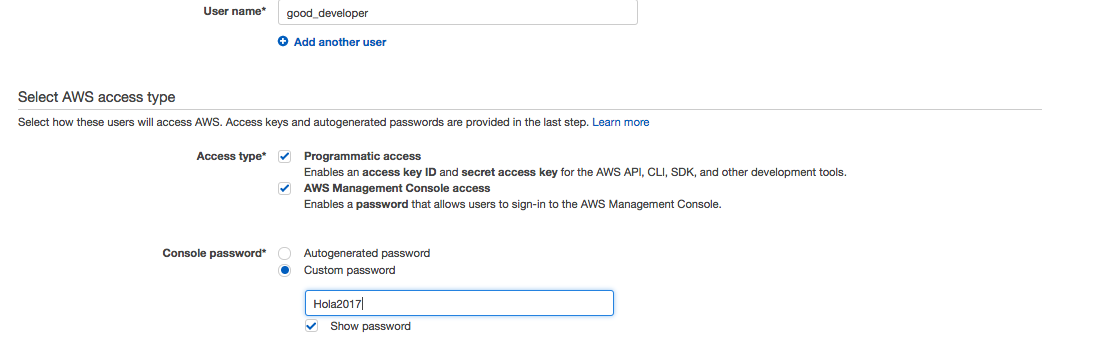 User name* good_developer
Add another user
Select AWS access type
Select how these users will access AWS. Access keys and autogenerated passwords are provided in the last step. Learn more
Access type* Programmatic access
Enables an access key ID and secret access key for the AWS API, CLI, SDK, and other development tools.
AWS Management Console access
Enables a password that allows users to sign-in to the AWS Management Console.
Console password* Autogenerated password
Custom password
Hola2017
Show password